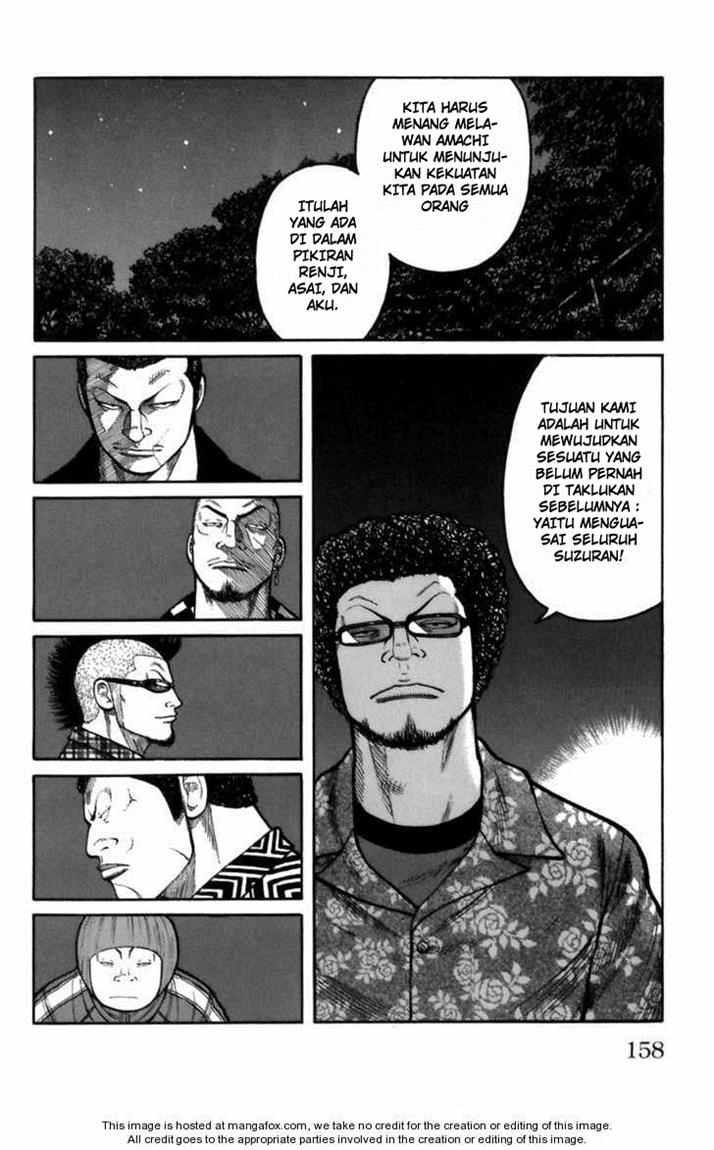 KITA HARUS
MENANG MELA-
WAN AMACHI
UNTUK MENUNJU-
KAN KEKUATAN
KITA PADA SEMUA
ORANG
ITULAH
YANG ADA
DI DALAM
PIKIRAN
RENJI,
ASAI, DAN
AKU.
TUJUAN KAMI
ADALAH UNTUK
MEWUJUDKAN
SESUATU YANG
BELUM PERNAH
DI TAKLUKAN
SEBELUMNYA :
YAITU MENGUA-
SAI SELURUH
SUZURAN!
158
This image is hosted at mangafox.com, we take no credit for the creation or editing of this image.
All credit goes to the appropriate parties involved in the creation or editing of this image.